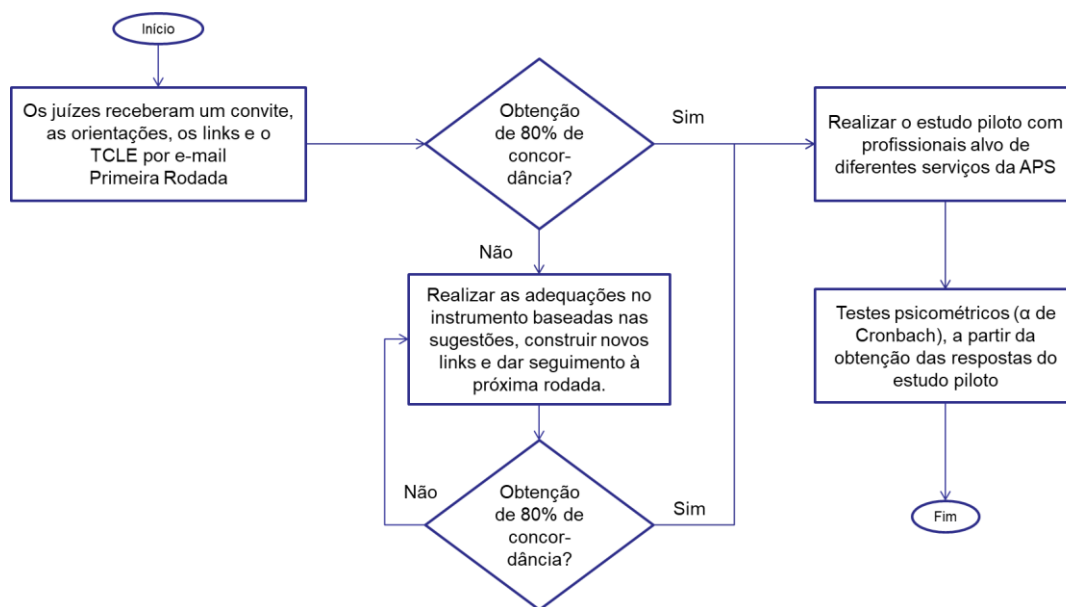 Início
Os juízes receberam um convite,
as orientações, os links e o
TCLE por e-mail
Primeira Rodada
Obtenção
de 80% de
concor-
dância?
Sim
Realizar o estudo piloto com
profissionais alvo de
diferentes serviços da APS
Não
Realizar as adequações no
instrumento baseadas nas
sugestões, construir novos
links e dar seguimento à
próxima rodada.
Testes psicométricos (α de
Cronbach), a partir da
obtenção das respostas do
estudo piloto
Não
Obtenção
de 80% de
concor-
dância?
Sim
Fim